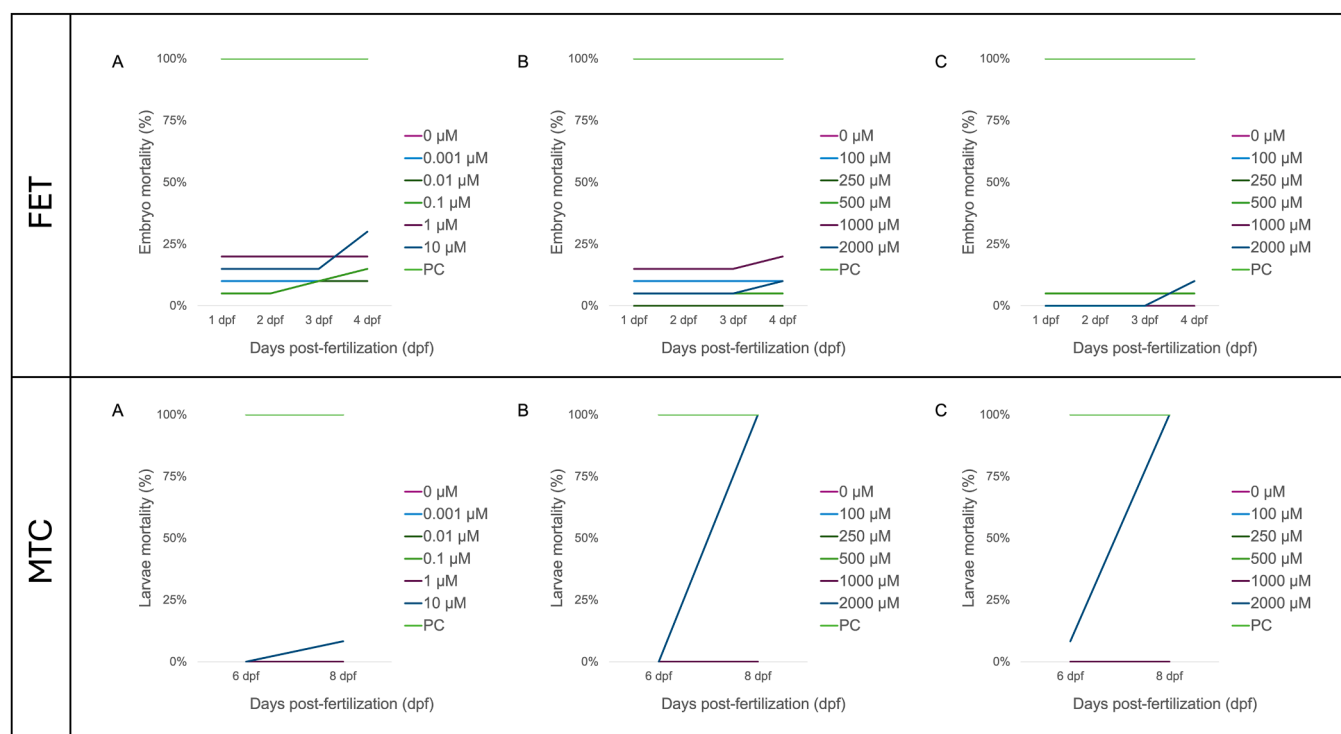 FET
A
100%
75%
50%
25%
0%
Embryo mortality (%)
1 dpf 2 dpf 3 dpf 4 dpf
Days post-fertilization (dpf)
0 µM
0.001 µM
0.01 µM
0.1 µM
1 µM
10 µM
PC
B
100%
75%
50%
25%
0%
Embryo mortality (%)
1 dpf 2 dpf 3 dpf 4 dpf
Days post-fertilization (dpf)
0 µM
100 µM
250 µM
500 µM
1000 µM
2000 µM
PC
C
100%
75%
50%
25%
0%
Embryo mortality (%)
1 dpf 2 dpf 3 dpf 4 dpf
Days post-fertilization (dpf)
0 µM
100 µM
250 µM
500 µM
1000 µM
2000 µM
PC
MTC
A
100%
75%
50%
25%
0%
Larvae mortality (%)
6 dpf 8 dpf
Days post-fertilization (dpf)
0 µM
0.001 µM
0.01 µM
0.1 µM
1 µM
10 µM
PC
B
100%
75%
50%
25%
0%
Larvae mortality (%)
6 dpf 8 dpf
Days post-fertilization (dpf)
0 µM
100 µM
250 µM
500 µM
1000 µM
2000 µM
PC
C
100%
75%
50%
25%
0%
Larvae mortality (%)
6 dpf 8 dpf
Days post-fertilization (dpf)
0 µM
100 µM
250 µM
500 µM
1000 µM
2000 µM
PC